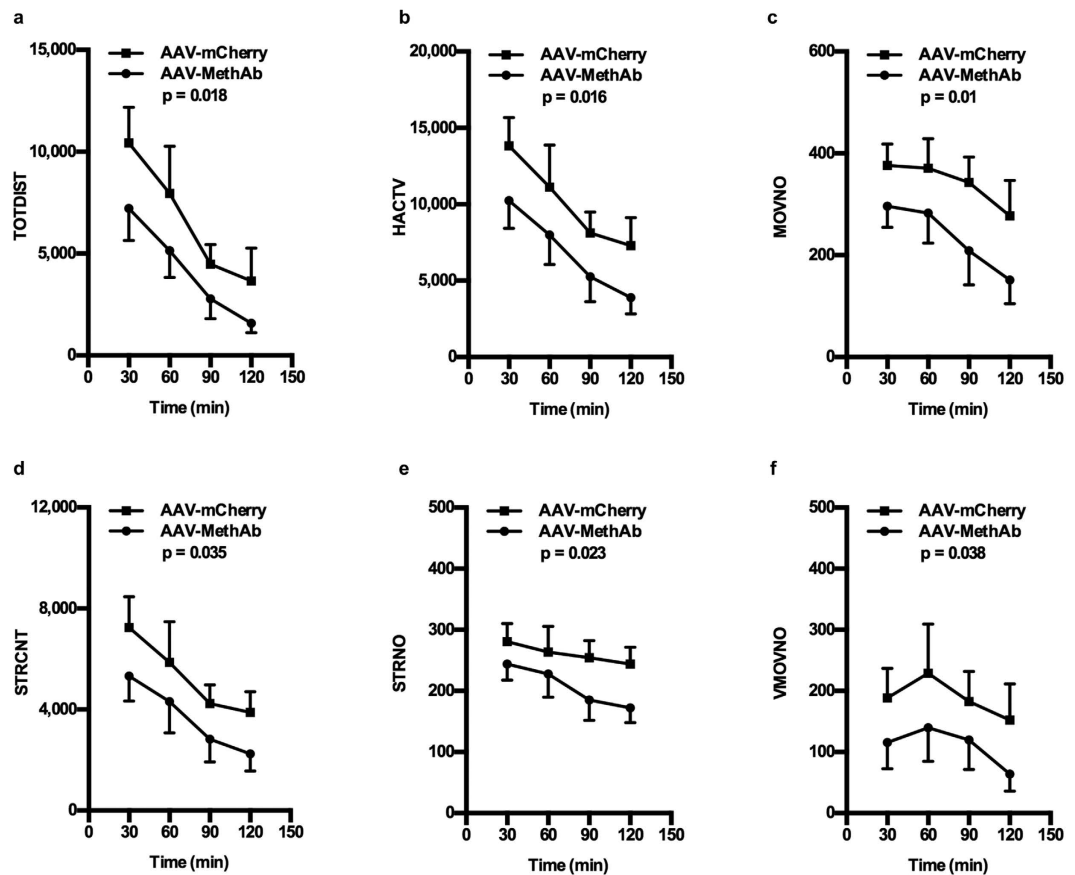 a
15,000
10,000
5,000
0
TOTDIST
AAV-mCherry
AAV-MethAb
p = 0.018
0 30 60 90 120 150
Time (min)
b
20,000
15,000
10,000
5,000
0
HACTV
AAV-mCherry
AAV-MethAb
p = 0.016
0 30 60 90 120 150
Time (min)
c
600
400
200
0
MOVNO
AAV-mCherry
AAV-MethAb
p = 0.01
0 30 60 90 120 150
Time (min)
d
12,000
8,000
4,000
0
STRCNT
AAV-mCherry
AAV-MethAb
p = 0.035
0 30 60 90 120 150
Time (min)
e
500
400
300
200
100
0
STRNO
AAV-mCherry
AAV-MethAb
p = 0.023
0 30 60 90 120 150
Time (min)
f
500
400
300
200
100
0
VMOVNO
AAV-mCherry
AAV-MethAb
p = 0.038
0 30 60 90 120 150
Time (min)